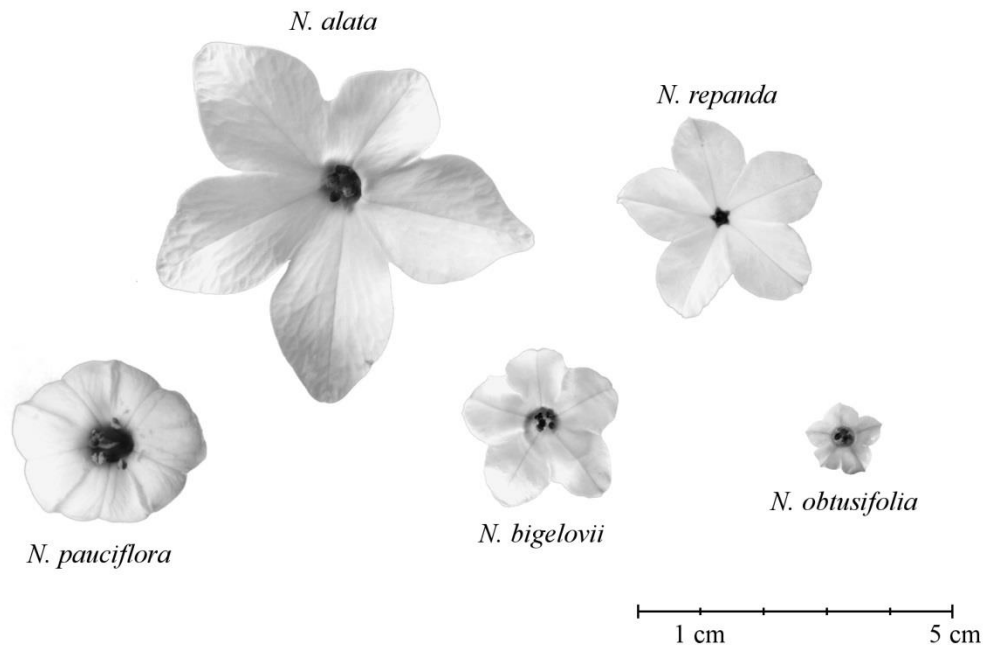 N. alata
N. repanda
N. pauciflora
N. bigelovii
N. obtusifolia
1 cm
5 cm